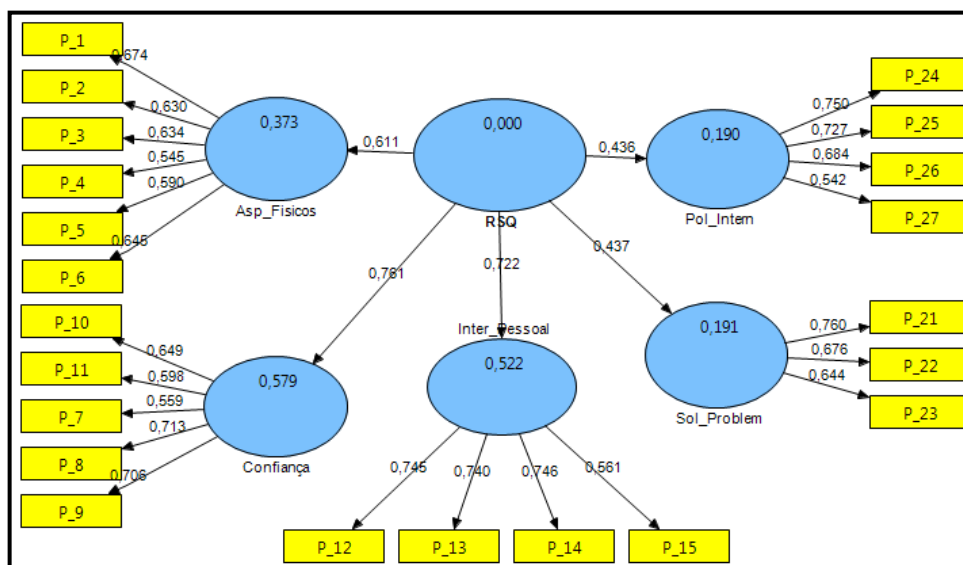 P_1
0,674
P_2
0,630
P_3
0,634
P_4
0,545
P_5
0,590
P_6
0,645
0,373
Asp_Fisicos
0,611
0,000
RSQ
0,436
0,190
Pol_Intern
0,750
P_24
0,727
P_25
0,684
P_26
0,542
P_27
0,761
0,722
0,437
P_10
0,649
P_11
0,598
P_7
0,559
P_8
0,713
P_9
0,706
0,579
Confiança
Inter_Pessoal
0,522
0,745
0,740
0,746
0,561
P_12
P_13
P_14
P_15
0,191
Sol_Problem
0,760
P_21
0,676
P_22
0,644
P_23